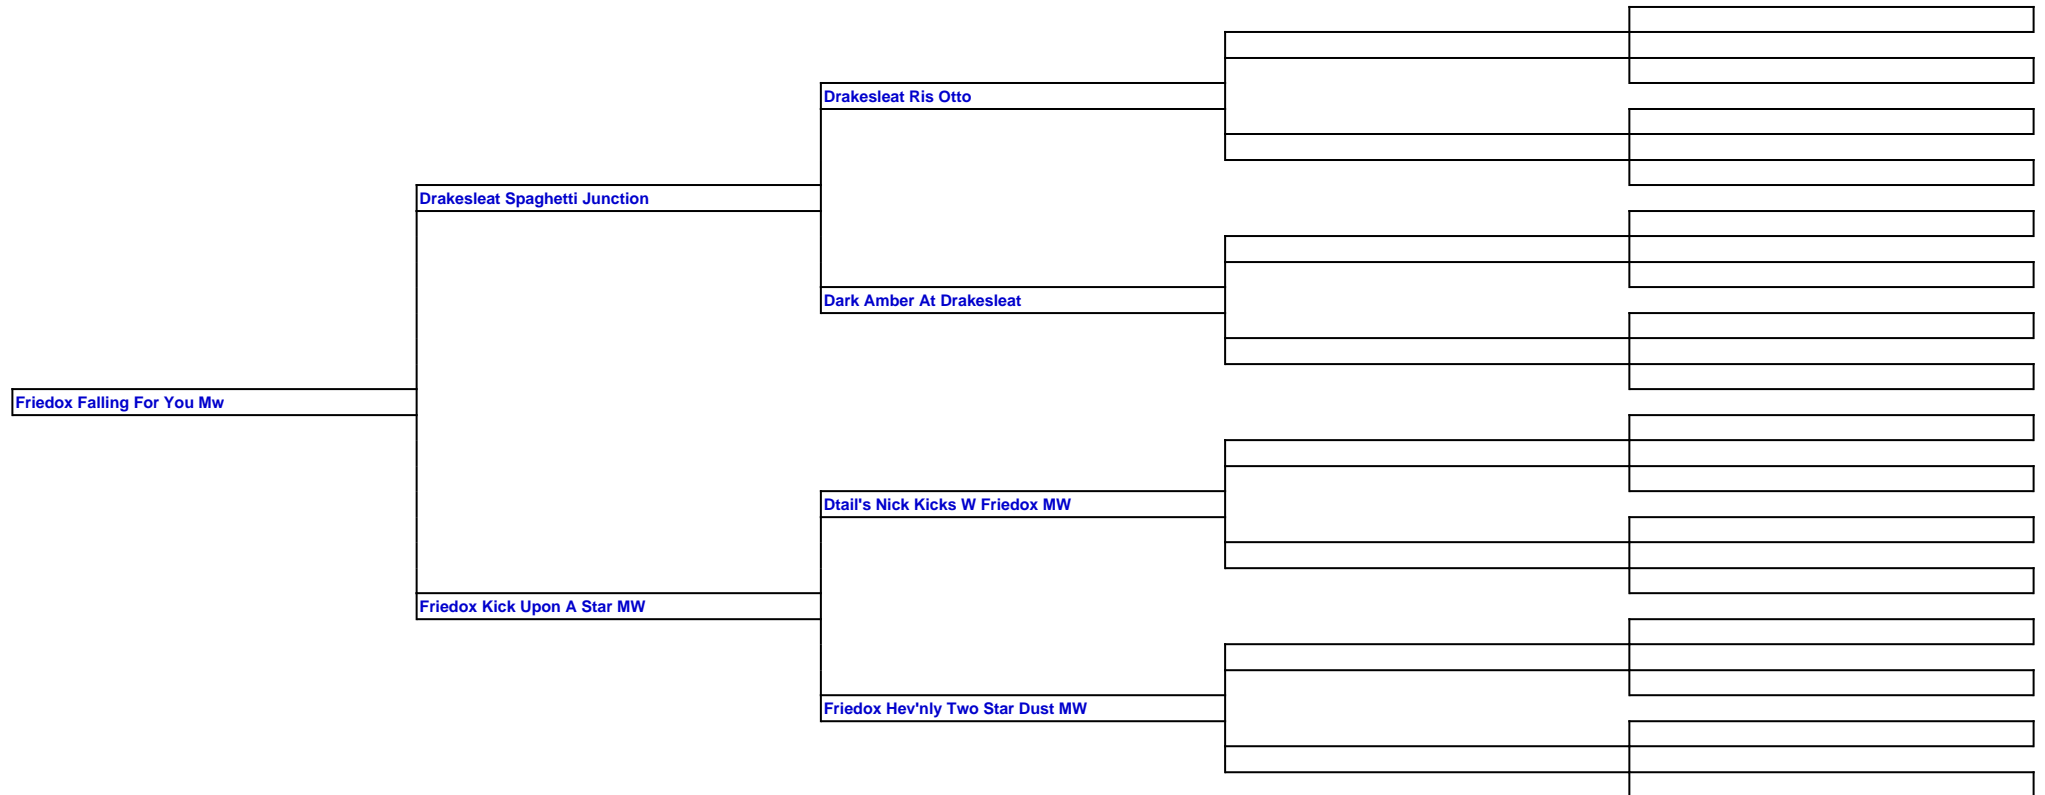 Drakesleat Ris Otto
Drakesleat Spaghetti Junction
Dark Amber At Drakesleat
Friedox Falling For You Mw
Dtail's Nick Kicks W Friedox MW
Friedox Kick Upon A Star MW
Friedox Hev'nly Two Star Dust MW